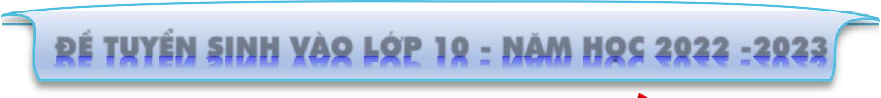 ĐỀ TUYỂN SINH VÀO LỚP 10 - NĂM HỌC 2022 -2023